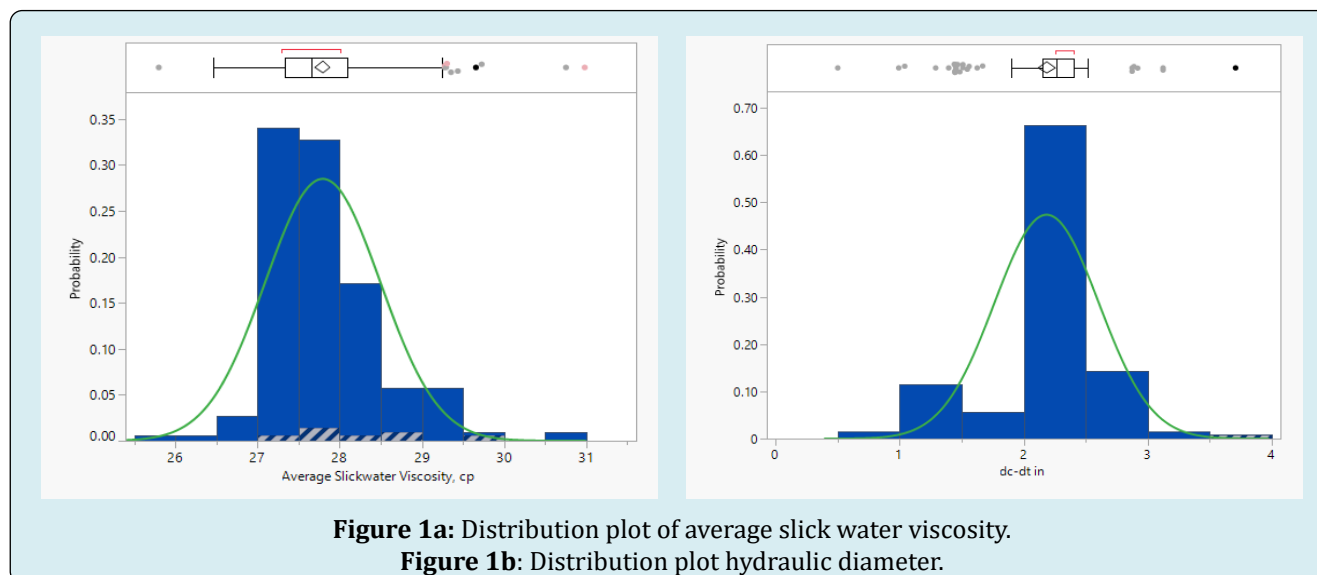 0.35
0.30
0.25
0.20
0.15
0.10
0.05
0.00
Probability
26 27 28 29 30 31
Average Slickwater Viscosity, cp
0.70
0.60
0.50
0.40
0.30
0.20
0.10
0
Probability
0 1 2 3 4
dc-dt in
Figure 1a: Distribution plot of average slick water viscosity.
Figure 1b: Distribution plot hydraulic diameter.